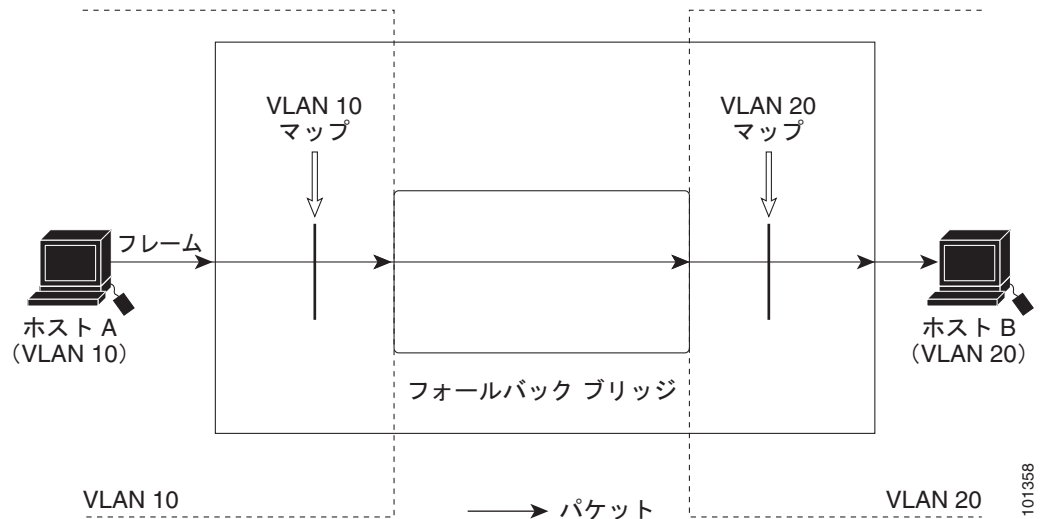 VLAN 10
マップ
VLAN 20
マップ
フレーム
ホスト A
（VLAN 10）
ホスト B
（VLAN 20）
フォールバック ブリッジ
VLAN 10
パケット
VLAN 20
101358